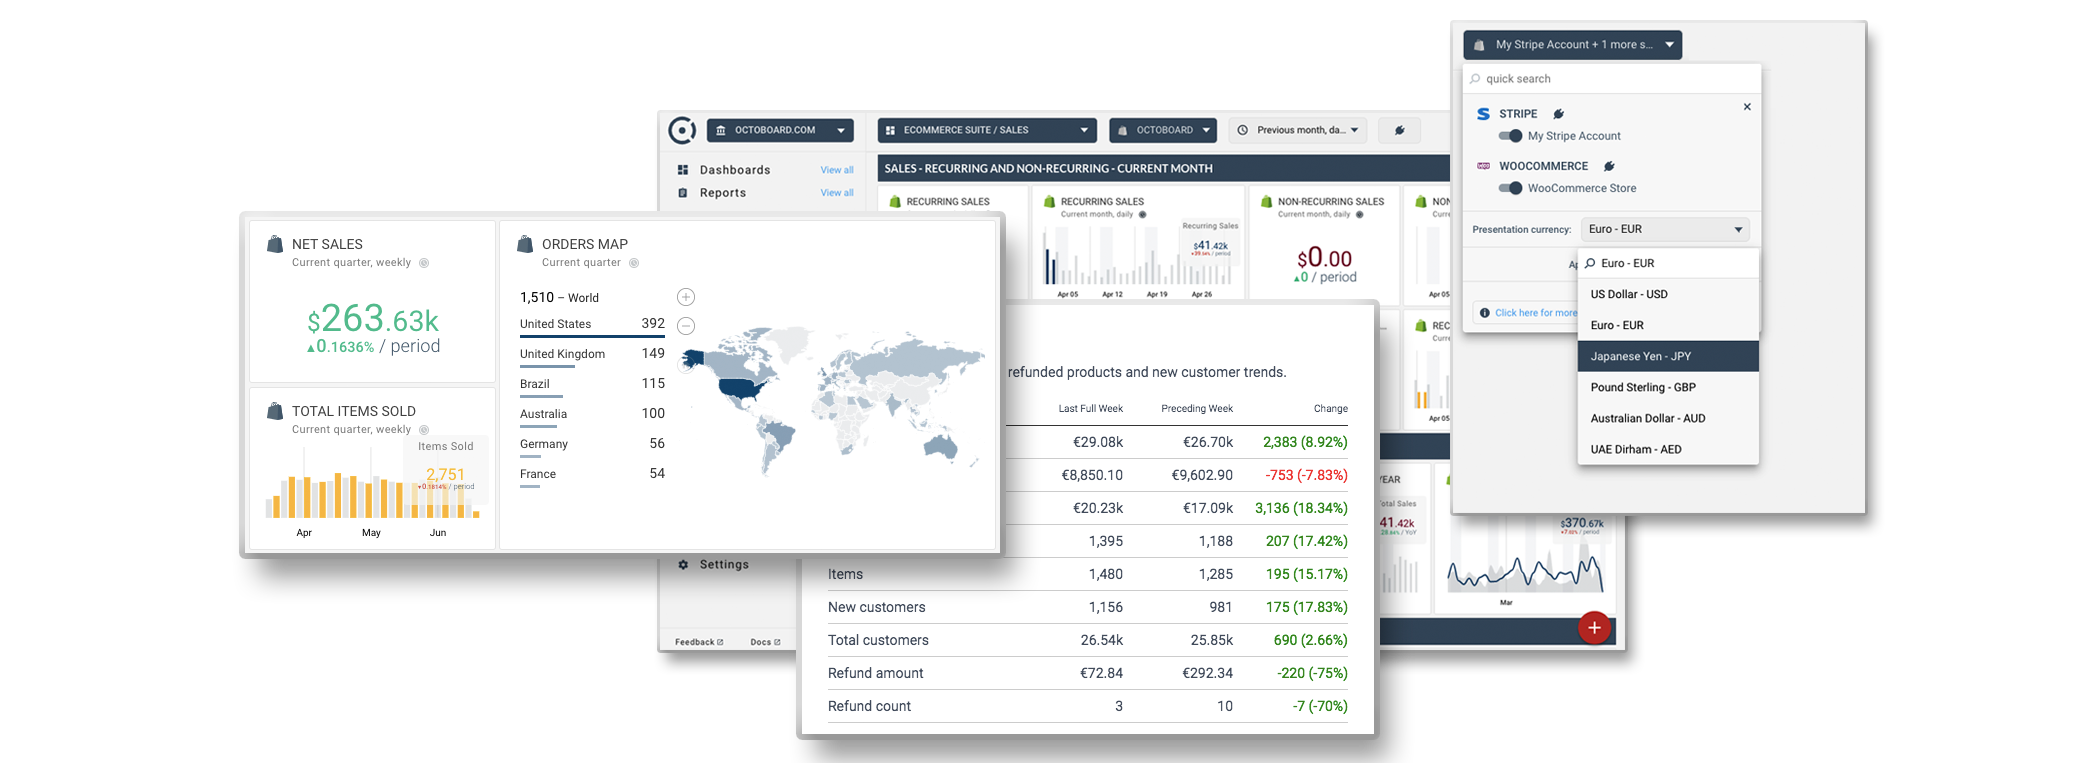 My Stripe Account + 1 more s...
quick search
STRIPE
My Stripe Account
WOOCOMMERCE
WooCommerce Store
Presentation currency:
Euro - EUR
Euro - EUR
US Dollar - USD
Euro - EUR
Japanese Yen - JPY
Pound Sterling - GBP
Australian Dollar - AUD
UAE Dirham - AED
Click here for more
OCTOBOARD.COM
ECOMMERCE SUITE / SALES
OCTOBOARD
Previous month, da...
Dashboards
View all
Reports
View all
SALES - RECURRING AND NON-RECURRING - CURRENT MONTH
RECURRING SALES
RECURRING SALES
Current month, daily
Recurring Sales
$41.42k
Apr 05
Apr 12
Apr 19
Apr 26
NON-RECURRING SALES
Current month, daily
$0.00
▲0 / period
NON
Curre
Apr 05
REC
Curre
Apr 05
NET SALES
Current quarter, weekly
$263.63k
▲0.1636% / period
TOTAL ITEMS SOLD
Current quarter, weekly
Items Sold
2,751
▼0.1814% / period
Apr
May
Jun
ORDERS MAP
Current quarter
1,510 – World
United States 392
United Kingdom 149
Brazil 115
Australia 100
Germany 56
France 54
refunded products and new customer trends.
Last Full Week Preceding Week Change
€29.08k €26.70k 2,383 (8.92%)
€8,850.10 €9,602.90 -753 (-7.83%)
€20.23k €17.09k 3,136 (18.34%)
1,395 1,188 207 (17.42%)
Items 1,480 1,285 195 (15.17%)
New customers 1,156 981 175 (17.83%)
Total customers 26.54k 25.85k 690 (2.66%)
Refund amount €72.84 €292.34 -220 (-75%)
Refund count 3 10 -7 (-70%)
YEAR
Total Sales
41.42k
$370.67k
Mar
Settings
Feedback
Docs